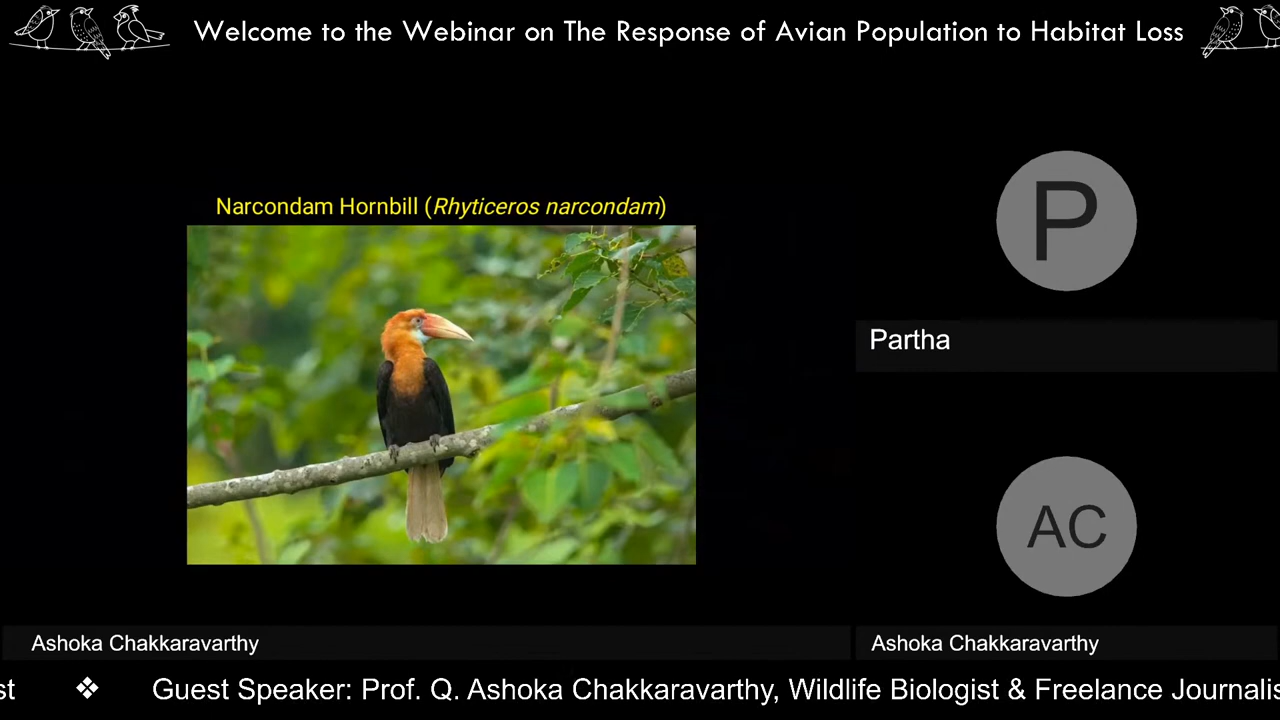 Welcome to the Webinar on The Response of Avian Population to Habitat Loss
Narcondam Hornbill (Rhyticeros narcondam)
P
Partha
AC
Ashoka Chakkaravarthy
Ashoka Chakkaravarthy
st ❖ Guest Speaker: Prof. Q. Ashoka Chakkaravarthy, Wildlife Biologist & Freelance Journalis